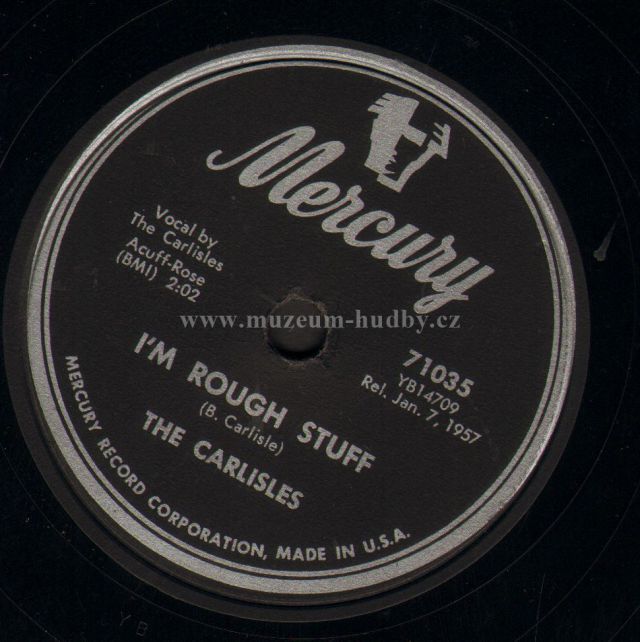 Mercury
Vocal by
The Carlisles
Acuff-Rose
(BMI) 2:02
www.muzeum-hudby.cz
71035
YB14709
Rel. Jan. 7, 1957
I'M ROUGH STUFF
(B. Carlisle)
THE CARLISLES
MERCURY RECORD CORPORATION, MADE IN U.S.A.
YB